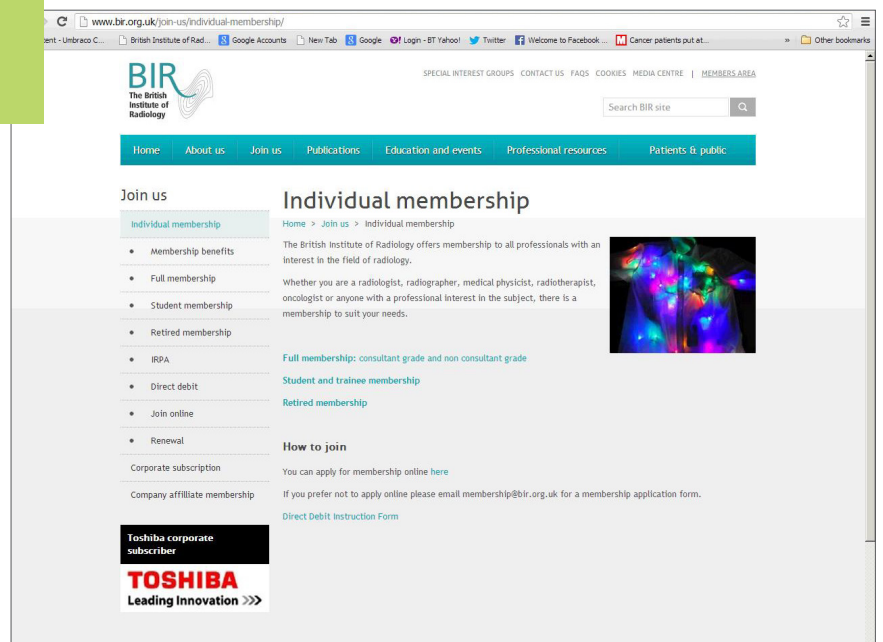 www.bir.org.uk/join-us/individual-membership/
ent - Umbraco C... British Institute of Rad... Google Accounts New Tab Google Login - BT Yahoo! Twitter Welcome to Facebook ... Cancer patients put at... » Other bookmarks
BIR
The British
Institute of
Radiology
SPECIAL INTEREST GROUPS CONTACT US FAQS COOKIES MEDIA CENTRE | MEMBERS AREA
Search BIR site
Home About us Join us Publications Education and events Professional resources Patients & public
Join us
Individual membership
• Membership benefits
• Full membership
• Student membership
• Retired membership
• IRPA
• Direct debit
• Join online
• Renewal
Corporate subscription
Company affilliate membership
Toshiba corporate
subscriber
TOSHIBA
Leading Innovation >>>
Individual membership
Home > Join us > Individual membership
The British Institute of Radiology offers membership to all professionals with an
interest in the field of radiology.
Whether you are a radiologist, radiographer, medical physicist, radiotherapist,
oncologist or anyone with a professional interest in the subject, there is a
membership to suit your needs.
Full membership: consultant grade and non consultant grade
Student and trainee membership
Retired membership
How to join
You can apply for membership online here
If you prefer not to apply online please email membership@bir.org.uk for a membership application form.
Direct Debit Instruction Form